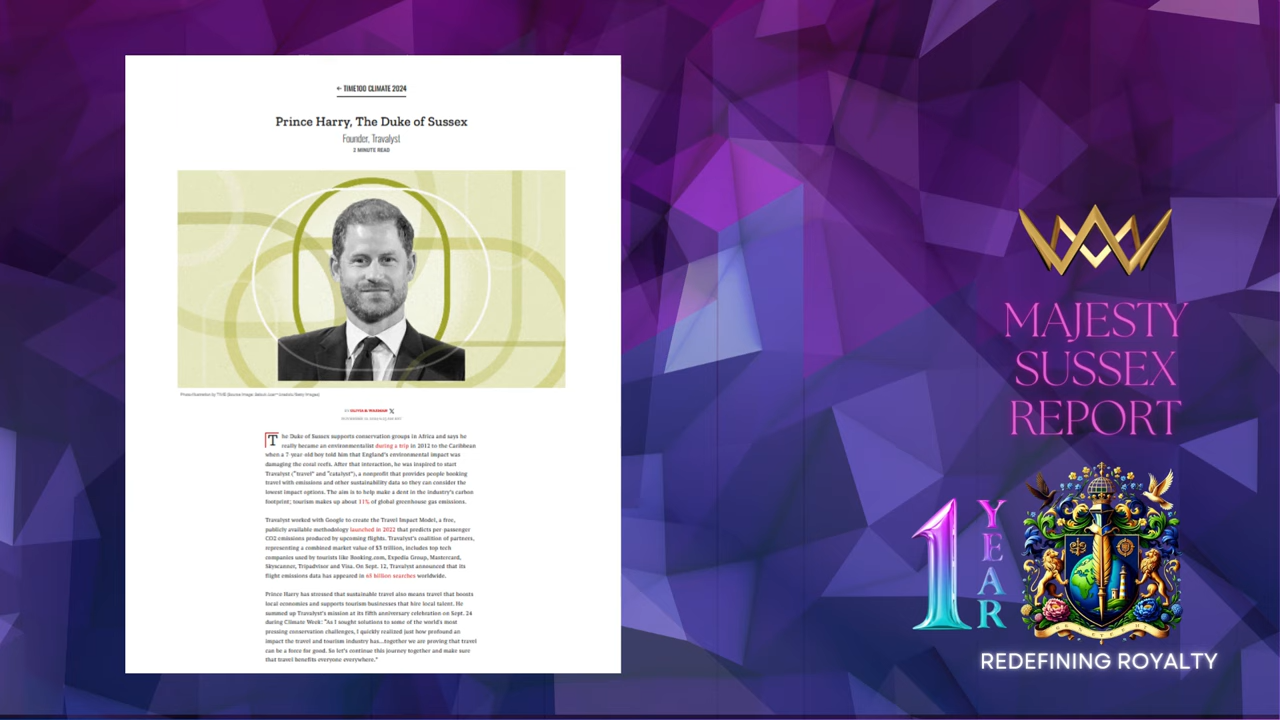 ← TIME100 CLIMATE 2024
Prince Harry, The Duke of Sussex
Founder, Travalyst
2 MINUTE READ
Photo-Illustration by TIME (Source Image:
Getty Images)
BY OLIVIA B. WAXMAN X
The Duke of Sussex supports conservation groups in Africa and says he
really became an environmentalist during a trip in 2012 to the Caribbean
when a 7-year-old boy told him that England's environmental impact was
damaging the coral reefs. After that interaction, he was inspired to start
Travalyst ("travel" and "catalyst"), a nonprofit that provides people booking
travel with emissions and other sustainability data so they can consider the
lowest impact options. The aim is to help make a dent in the industry's carbon
footprint; tourism makes up about 11% of global greenhouse gas emissions.
Travalyst worked with Google to create the Travel Impact Model, a free,
publicly available methodology launched in 2022 that predicts per passenger
CO2 emissions produced by upcoming flights. Travalyst's coalition of partners,
representing a combined market value of $3 trillion, includes top tech
companies used by tourists like Booking.com, Expedia Group, Mastercard,
Skyscanner, Tripadvisor and Visa. On Sept. 12, Travalyst announced that its
flight emissions data has appeared in 65 billion searches worldwide.
Prince Harry has stressed that sustainable travel also means travel that boosts
local economies and supports tourism businesses that hire local talent. He
summed up Travalyst's mission at its fifth anniversary celebration on Sept. 24
during Climate Week: "As I sought solutions to some of the world's most
pressing conservation challenges, I quickly realized just how profound an
impact the travel and tourism industry has...together we are proving that travel
can be a force for good. So let's continue this journey together and make sure
that travel benefits everyone everywhere."
MAJESTY
SUSSEX
REPORT
1 YEAR
REDEFINING ROYALTY